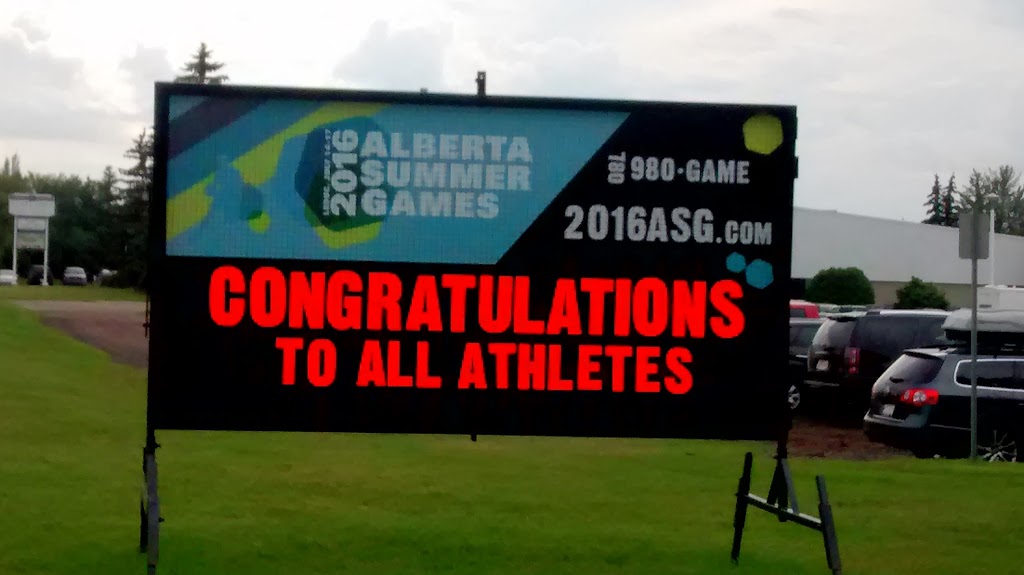 2016
ALBERTA
SUMMER
GAMES
780 980-GAME
2016ASG.COM
CONGRATULATIONS
TO ALL ATHLETES